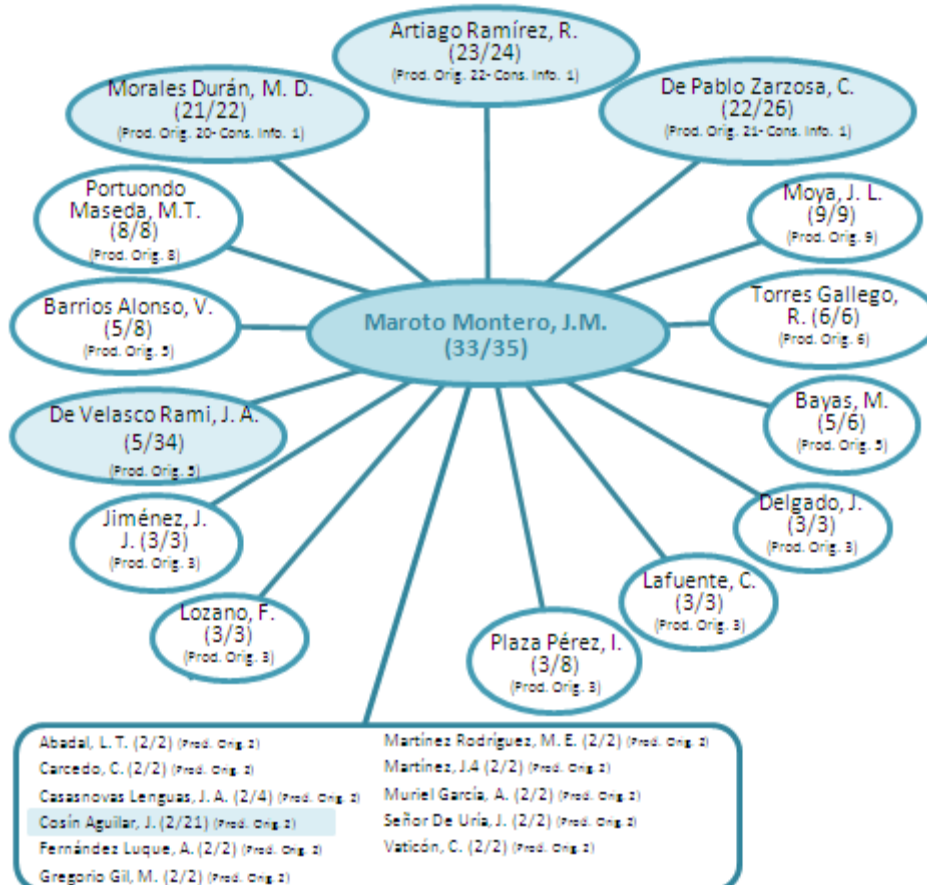 Artiago Ramírez, R.
(23/24)
(Prod. Orig. 22- Cons. Info. 1)
Morales Durán, M. D.
(21/22)
(Prod. Orig. 20- Cons. Info. 1)
De Pablo Zarzosa, C.
(22/26)
(Prod. Orig. 21- Cons. Info. 1)
Portuondo
Maseda, M.T.
(8/8)
(Prod. Orig. 8)
Moya, J. L.
(9/9)
(Prod. Orig. 9)
Barrios Alonso, V.
(5/8)
(Prod. Orig. 5)
Maroto Montero, J.M.
(33/35)
Torres Gallego,
R. (6/6)
(Prod. Orig. 6)
De Velasco Rami, J. A.
(5/34)
(Prod. Orig. 5)
Bayas, M.
(5/6)
(Prod. Orig. 5)
Jiménez, J.
J. (3/3)
(Prod. Orig. 3)
Delgado, J.
(3/3)
(Prod. Orig. 3)
Lozano, F.
(3/3)
(Prod. Orig. 3)
Plaza Pérez, I.
(3/8)
(Prod. Orig. 3)
Lafuente, C.
(3/3)
(Prod. Orig. 3)
Abadal, L. T. (2/2) (Prod. Orig. 2)
Carcedo, C. (2/2) (Prod. Orig. 2)
Casasnovas Lenguas, J. A. (2/4) (Prod. Orig. 2)
Cosín Aguilar, J. (2/21) (Prod. Orig. 2)
Fernández Luque, A. (2/2) (Prod. Orig. 2)
Gregorio Gil, M. (2/2) (Prod. Orig. 2)
Martínez Rodríguez, M. E. (2/2) (Prod. Orig. 2)
Martínez, J.4 (2/2) (Prod. Orig. 2)
Muriel García, A. (2/2) (Prod. Orig. 2)
Señor De Uría, J. (2/2) (Prod. Orig. 2)
Vaticón, C. (2/2) (Prod. Orig. 2)